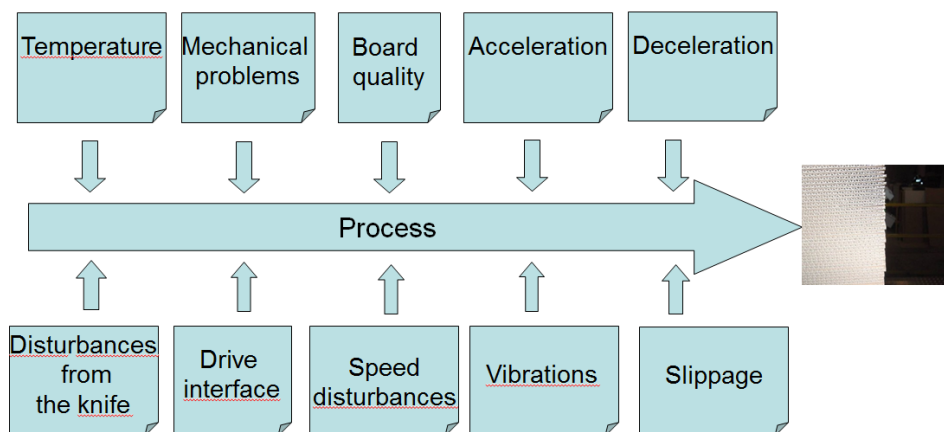 Temperature
Mechanical
problems
Board
quality
Acceleration
Deceleration
Process
Disturbances
from
the knife
Drive
interface
Speed
disturbances
Vibrations
Slippage